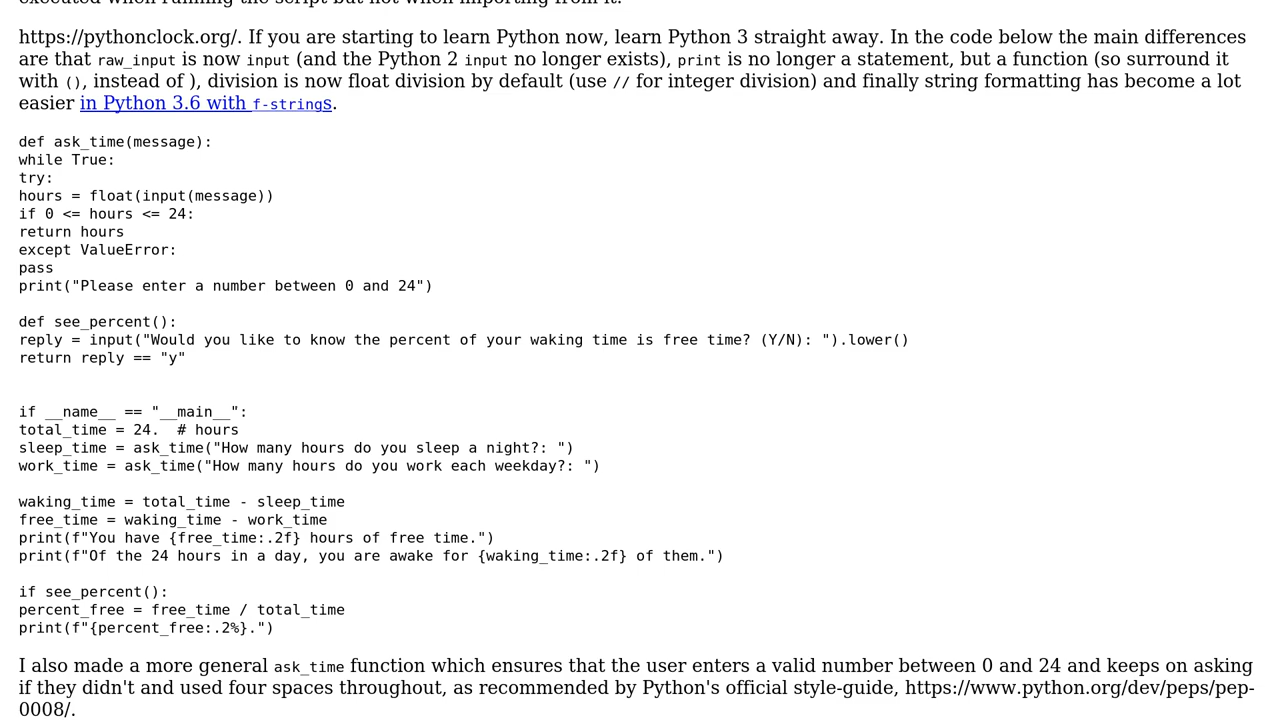 executed when running the script but not when importing from it.
https://pythonclock.org/. If you are starting to learn Python now, learn Python 3 straight away. In the code below the main differences
are that raw_input is now input (and the Python 2 input no longer exists), print is no longer a statement, but a function (so surround it
with (), instead of ), division is now float division by default (use // for integer division) and finally string formatting has become a lot
easier in Python 3.6 with f-strings.
def ask_time(message):
while True:
try:
hours = float(input(message))
if 0 <= hours <= 24:
return hours
except ValueError:
pass
print("Please enter a number between 0 and 24")
def see_percent():
reply = input("Would you like to know the percent of your waking time is free time? (Y/N): ").lower()
return reply == "y"
if __name__ == "__main__":
total_time = 24.  # hours
sleep_time = ask_time("How many hours do you sleep a night?: ")
work_time = ask_time("How many hours do you work each weekday?: ")
waking_time = total_time - sleep_time
free_time = waking_time - work_time
print(f"You have {free_time:.2f} hours of free time.")
print(f"Of the 24 hours in a day, you are awake for {waking_time:.2f} of them.")
if see_percent():
percent_free = free_time / total_time
print(f"{percent_free:.2%}.")
I also made a more general ask_time function which ensures that the user enters a valid number between 0 and 24 and keeps on asking
if they didn't and used four spaces throughout, as recommended by Python's official style-guide, https://www.python.org/dev/peps/pep-
0008/.